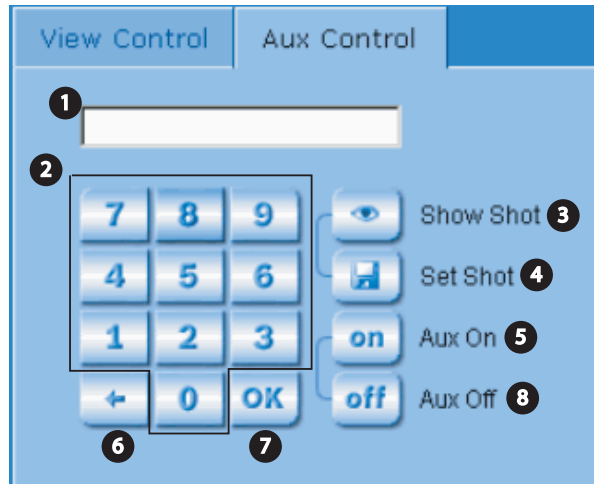 View Control Aux Control
1
2
7 8 9 Show Shot 3
4 5 6 Set Shot 4
1 2 3 on Aux On 5
0 OK off Aux Off 8
6 7